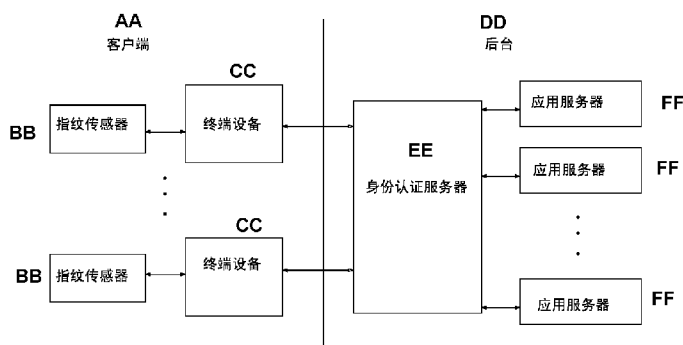 AA
客户端
DD
后台
CC
BB
指纹传感器
终端设备
EE
身份认证服务器
应用服务器
FF
应用服务器
FF
CC
BB
指纹传感器
终端设备
应用服务器
FF